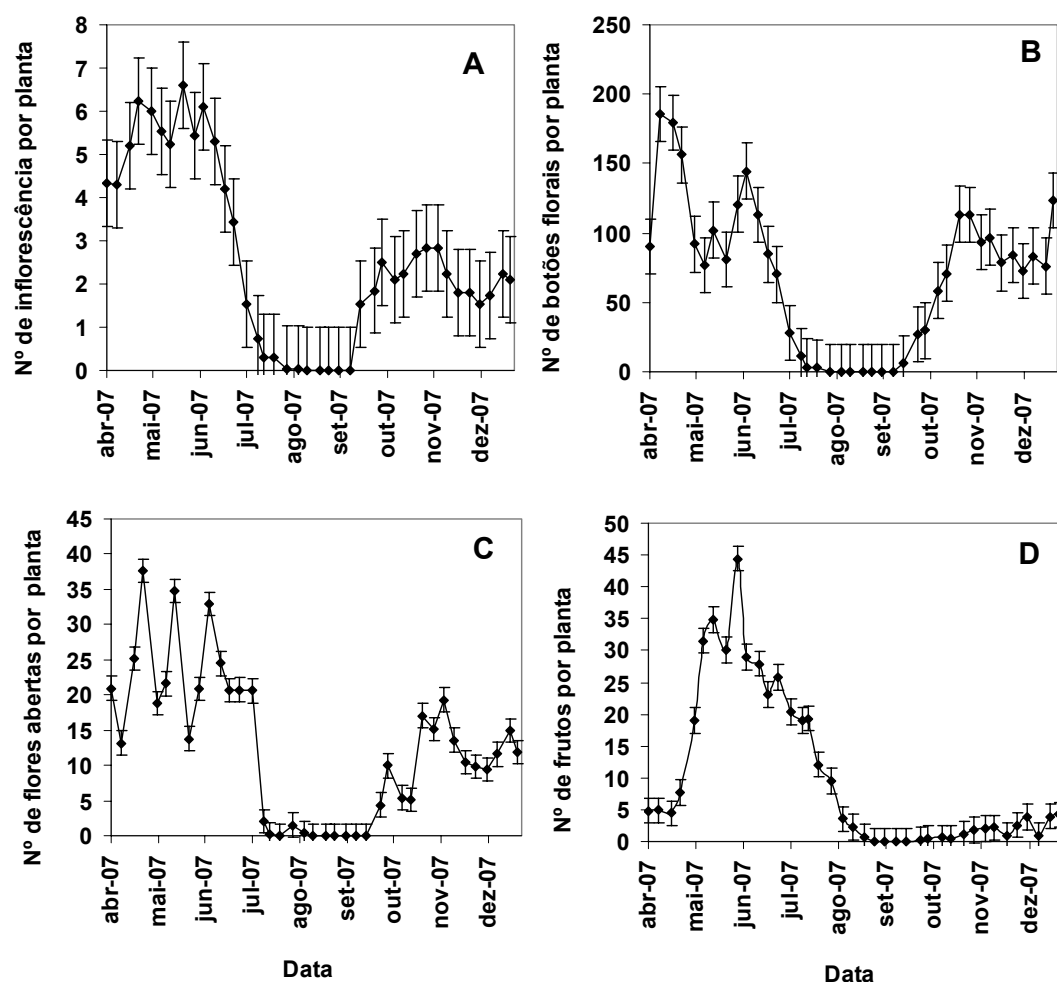 A
Nº de inflorescência por planta
8
7
6
5
4
3
2
1
0
abr-07
mai-07
jun-07
jul-07
ago-07
set-07
out-07
nov-07
dez-07
B
Nº de botões florais por planta
250
200
150
100
50
0
abr-07
mai-07
jun-07
jul-07
ago-07
set-07
out-07
nov-07
dez-07
C
Nº de flores abertas por planta
45
40
35
30
25
20
15
10
5
0
abr-07
mai-07
jun-07
jul-07
ago-07
set-07
out-07
nov-07
dez-07
Data
D
Nº de frutos por planta
50
45
40
35
30
25
20
15
10
5
0
abr-07
mai-07
jun-07
jul-07
ago-07
set-07
out-07
nov-07
dez-07
Data